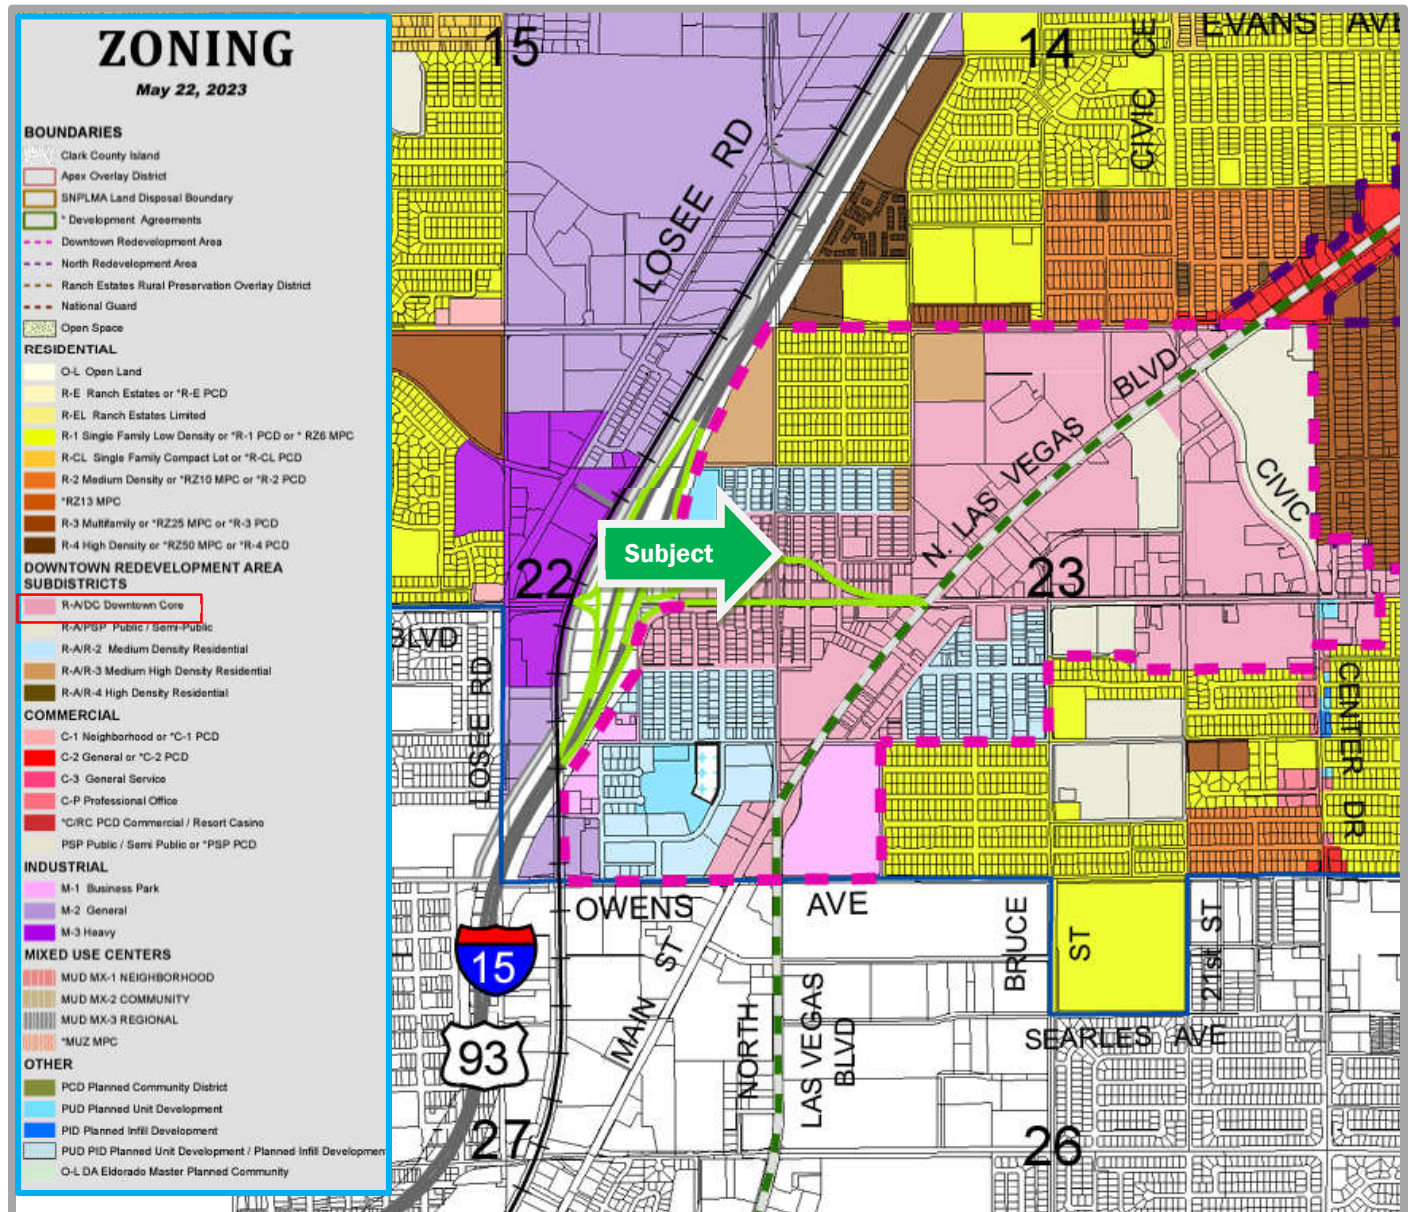 ZONING
May 22, 2023
BOUNDARIES
Clark County Island
Apex Overlay District
SNPLMA Land Disposal Boundary
* Development Agreements
Downtown Redevelopment Area
North Redevelopment Area
Ranch Estates Rural Preservation Overlay District
National Guard
Open Space
RESIDENTIAL
O-L Open Land
R-E Ranch Estates or *R-E PCD
R-EL Ranch Estates Limited
R-1 Single Family Low Density or *R-1 PCD or * RZ6 MPC
R-CL Single Family Compact Lot or *R-CL PCD
R-2 Medium Density or *RZ10 MPC or *R-2 PCD
*RZ13 MPC
R-3 Multifamily or *RZ25 MPC or *R-3 PCD
R-4 High Density or *RZ50 MPC or *R-4 PCD
DOWNTOWN REDEVELOPMENT AREA
SUBDISTRICTS
R-A/DC Downtown Core
R-A/PSP Public / Semi-Public
R-A/R-2 Medium Density Residential
R-A/R-3 Medium High Density Residential
R-A/R-4 High Density Residential
COMMERCIAL
C-1 Neighborhood or *C-1 PCD
C-2 General or *C-2 PCD
C-3 General Service
C-P Professional Office
*C/RC PCD Commercial / Resort Casino
PSP Public / Semi Public or *PSP PCD
INDUSTRIAL
M-1 Business Park
M-2 General
M-3 Heavy
MIXED USE CENTERS
MUD MX-1 NEIGHBORHOOD
MUD MX-2 COMMUNITY
MUD MX-3 REGIONAL
*MUZ MPC
OTHER
PCD Planned Community District
PUD Planned Unit Development
PID Planned Infill Development
PUD PID Planned Unit Development / Planned Infill Developmen
O-L DA Eldorado Master Planned Community
15
14
EVANS AVE
CIVIC CE
LOSEE RD
N. LAS VEGAS BLVD
CIVIC
Subject
22
23
BLVD
LOSEE RD
CENTER DR
OWENS AVE
15
93
MAIN ST
NORTH
LAS VEGAS
BLVD
BRUCE
ST
21st ST
SEARLES AVE
27
26